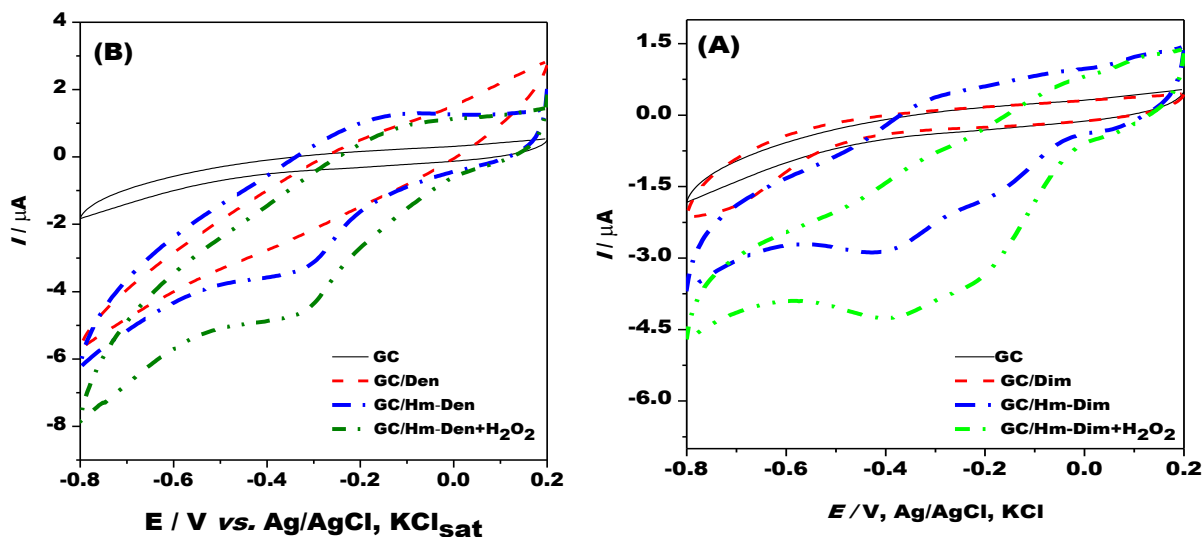 (B)
I / μA
4
2
0
-2
-4
-6
-8
GC
GC/Den
GC/Hm-Den
GC/Hm-Den+H2O2
-0.8 -0.6 -0.4 -0.2 0.0 0.2
E / V vs. Ag/AgCl, KClsat
(A)
I / μA
1.5
0.0
-1.5
-3.0
-4.5
-6.0
GC
GC/Dim
GC/Hm-Dim
GC/Hm-Dim+H2O2
-0.8 -0.6 -0.4 -0.2 0.0 0.2
E / V, Ag/AgCl, KCl